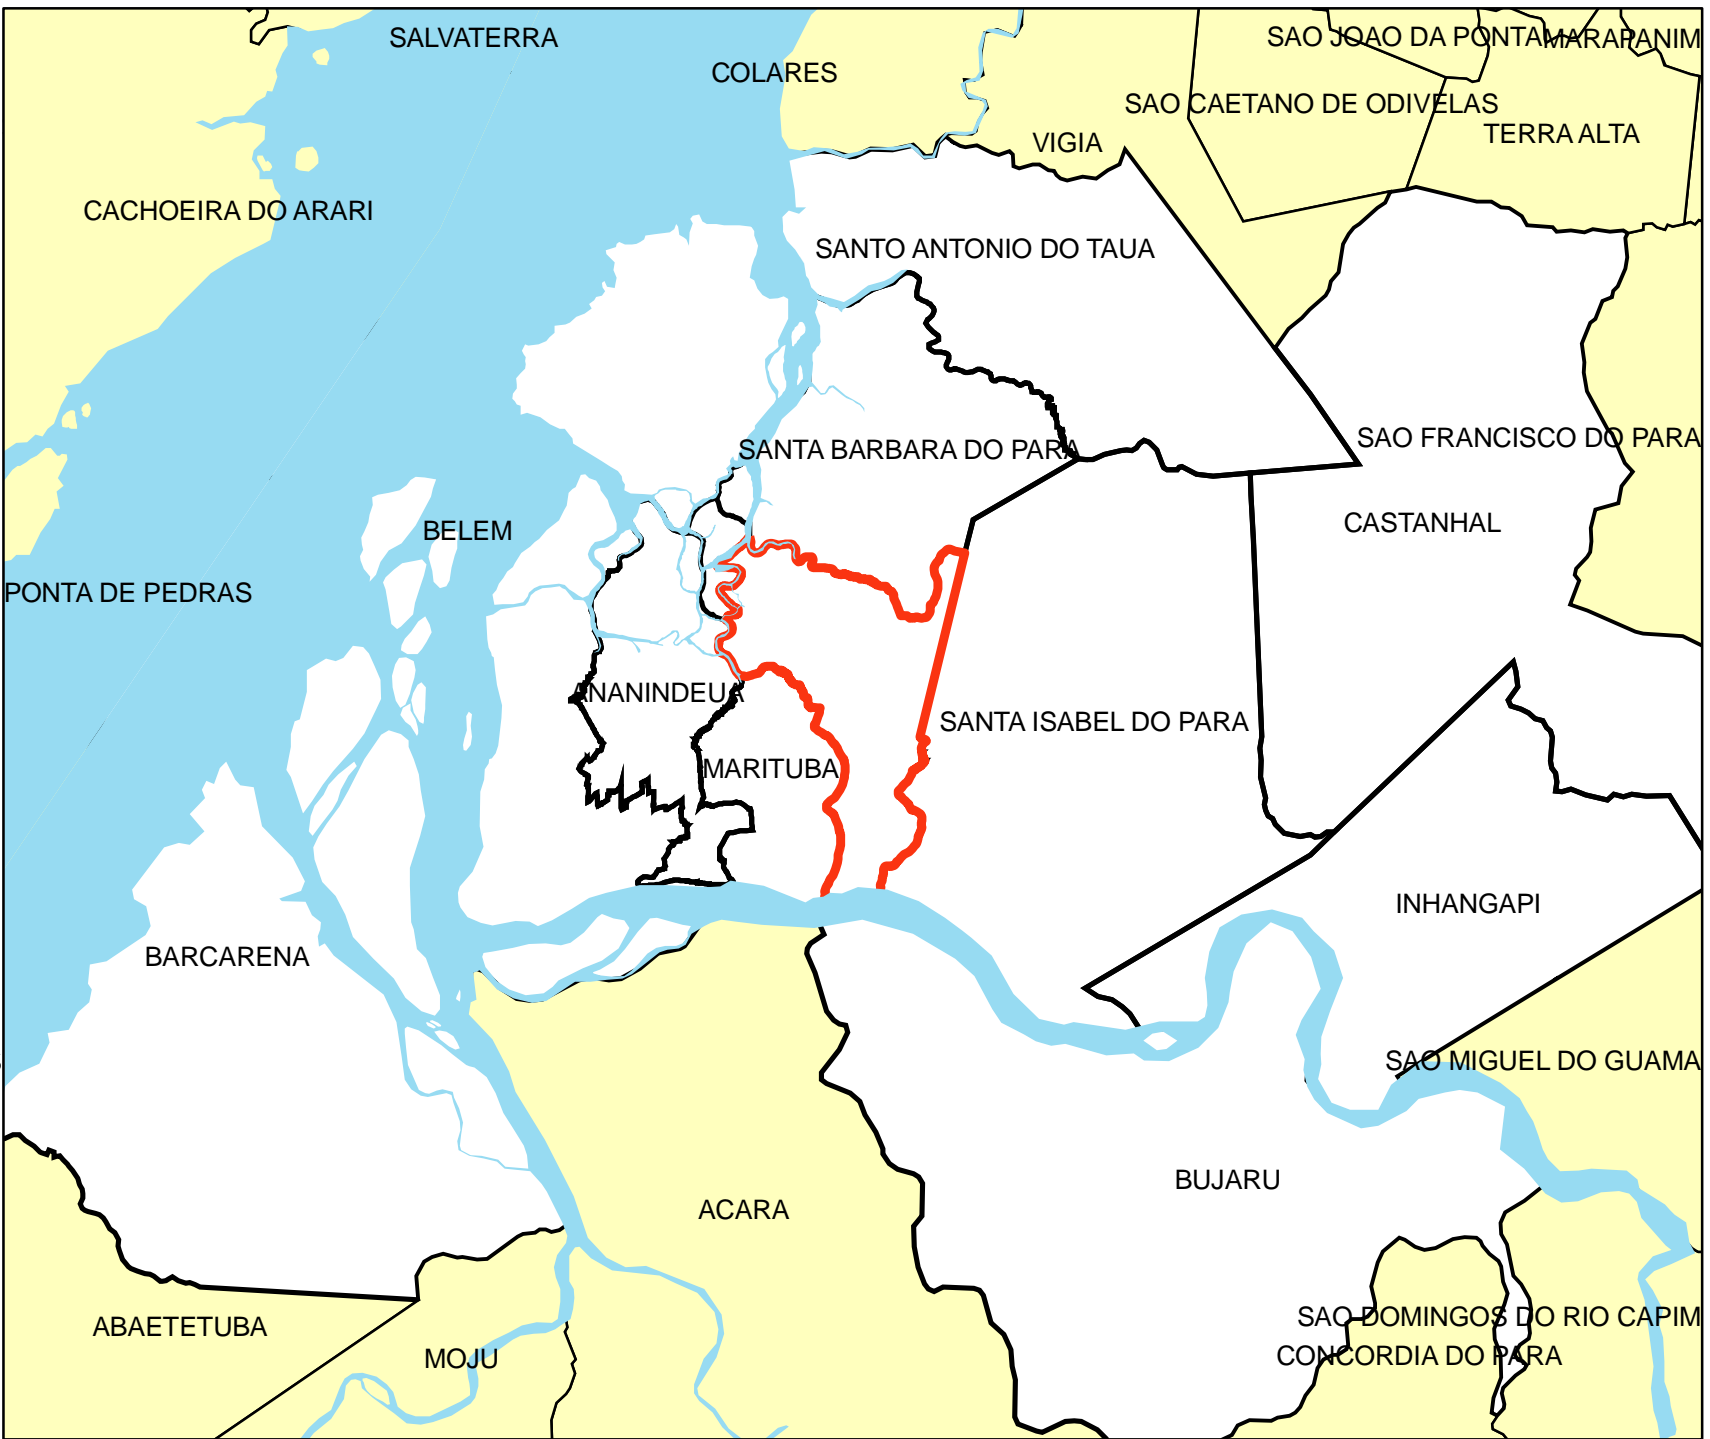 SALVATERRA
SAO JOAO DA PONTA
MARAPANIM
COLARES
SAO CAETANO DE ODIVELAS
TERRA ALTA
VIGIA
CACHOEIRA DO ARARI
SANTO ANTONIO DO TAUA
SAO FRANCISCO DO PARA
SANTA BARBARA DO PARA
CASTANHAL
BELEM
PONTA DE PEDRAS
ANANINDEUA
SANTA ISABEL DO PARA
MARITUBA
INHANGAPI
BARCARENA
SAO MIGUEL DO GUAMA
BUJARU
ACARA
SAO DOMINGOS DO RIO CAPIM
ABAETETUBA
CONCORDIA DO PARA
MOJU